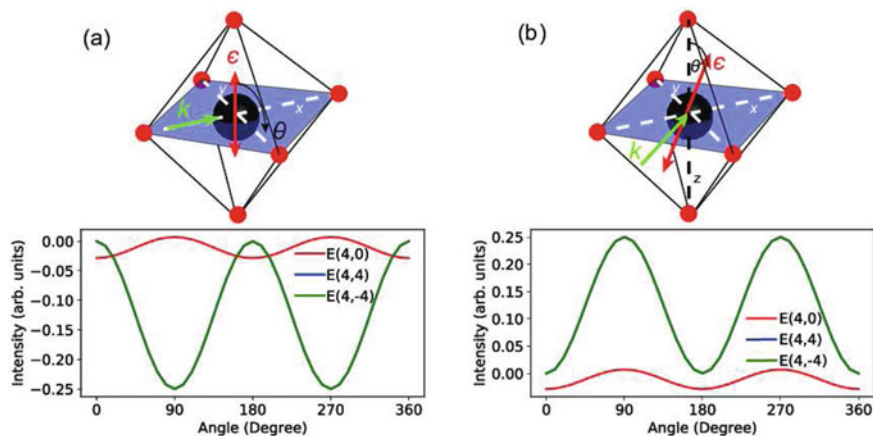 (a)
ϵ
y
x
k
θ
(b)
θ
ϵ
y
x
k
z
Intensity (arb. units)
0.00
−0.05
−0.10
−0.15
−0.20
−0.25
E(4,0)
E(4,4)
E(4,-4)
0
90
180
270
360
Angle (Degree)
Intensity (arb. units)
0.25
0.20
0.15
0.10
0.05
0.00
E(4,0)
E(4,4)
E(4,-4)
0
90
180
270
360
Angle (Degree)